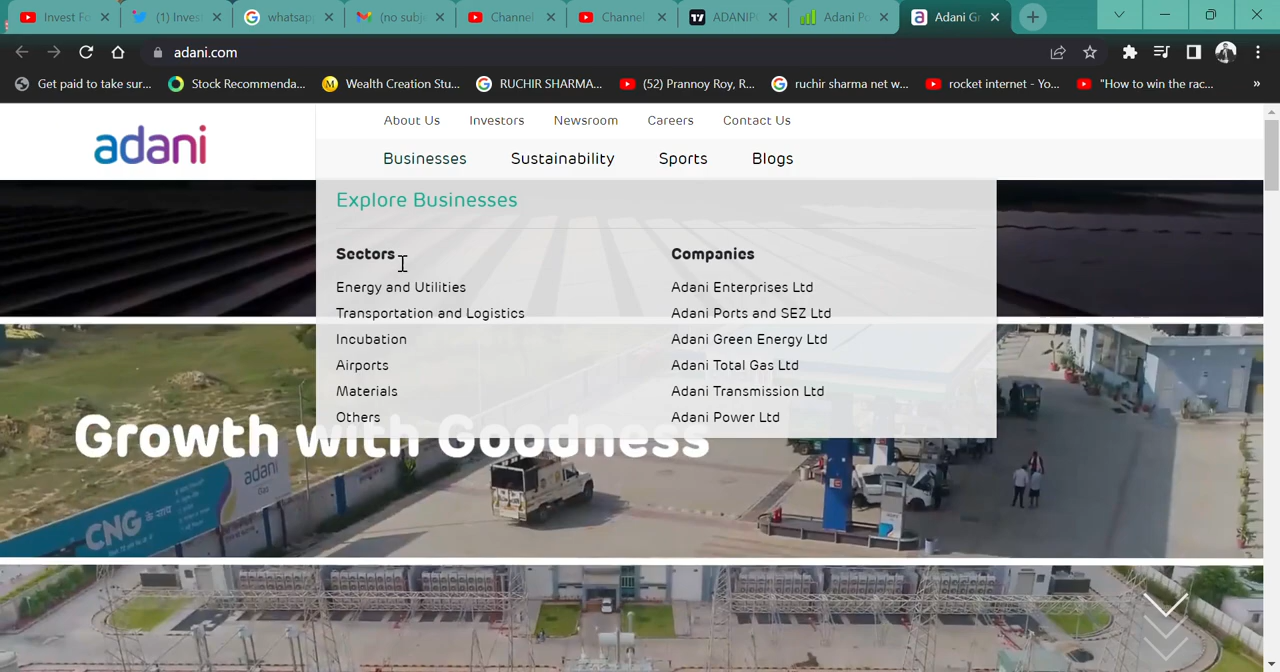 Invest Fo
(1) Invest
whatsapp
(no subje
Channel
Channel
ADANIPO
Adani Po
Adani Gr
adani.com
Get paid to take sur...
Stock Recommenda...
Wealth Creation Stu...
RUCHIR SHARMA...
(52) Prannoy Roy, R...
ruchir sharma net w...
rocket internet - Yo...
"How to win the rac...
»
adani
About Us
Investors
Newsroom
Careers
Contact Us
Businesses
Sustainability
Sports
Blogs
Explore Businesses
Sectors
Energy and Utilities
Transportation and Logistics
Incubation
Airports
Materials
Others
Companies
Adani Enterprises Ltd
Adani Ports and SEZ Ltd
Adani Green Energy Ltd
Adani Total Gas Ltd
Adani Transmission Ltd
Adani Power Ltd
Growth with Goodness
adani
Gas
CNG के साथ